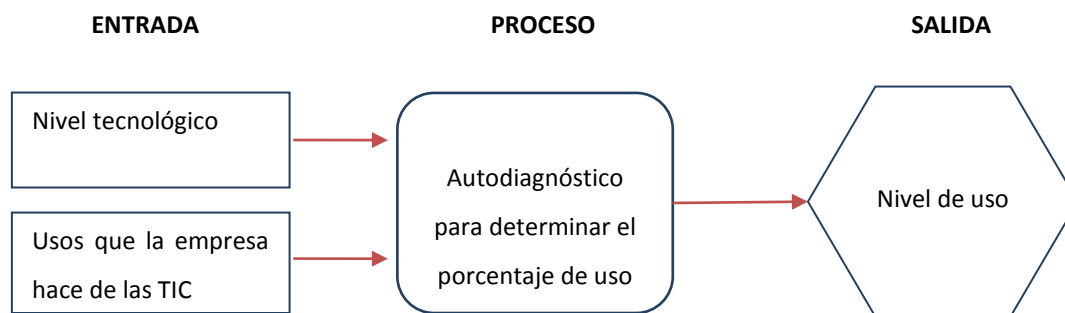 ENTRADA
PROCESO
SALIDA
Nivel tecnológico
Usos que la empresa
hace de las TIC
Autodiagnóstico
para determinar el
porcentaje de uso
Nivel de uso